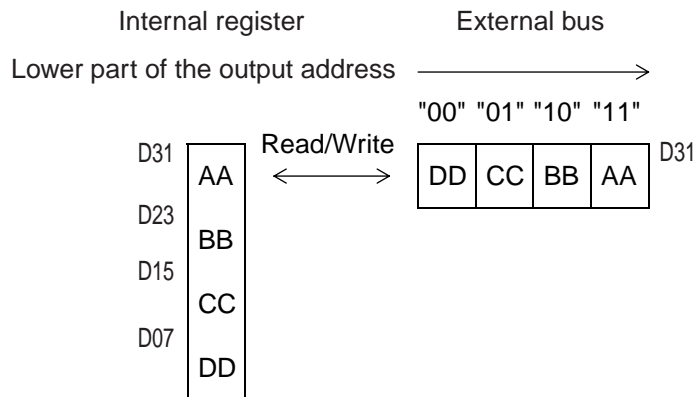 Internal register External bus
Lower part of the output address
"00" "01" "10" "11"
D31 Read/Write D31
AA DD CC BB AA
D23
BB
D15
CC
D07
DD